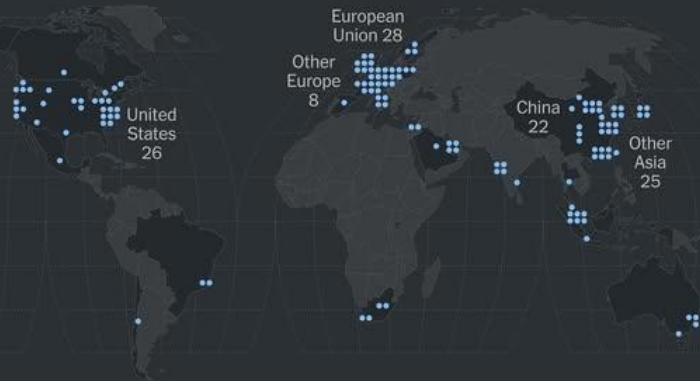 European
Union 28
Other
Europe
8
United
States
26
China
22
Other
Asia
25